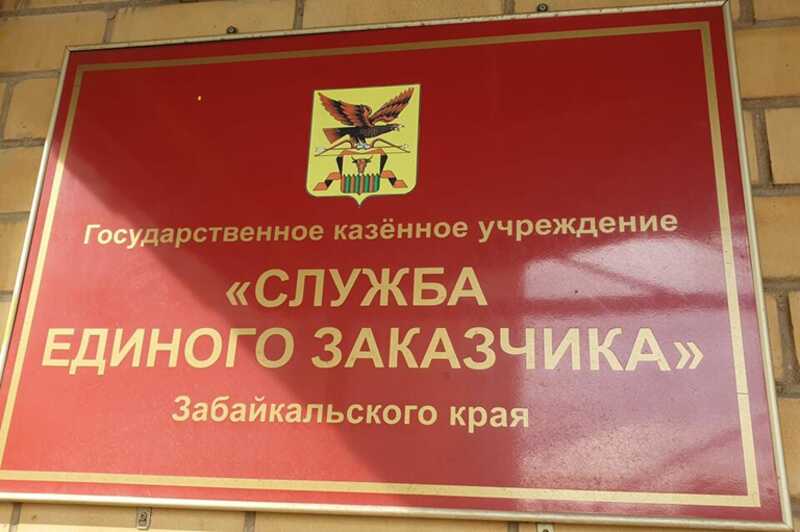 Государственное казённое учреждение
«СЛУЖБА
ЕДИНОГО ЗАКАЗЧИКА»
Забайкальского края